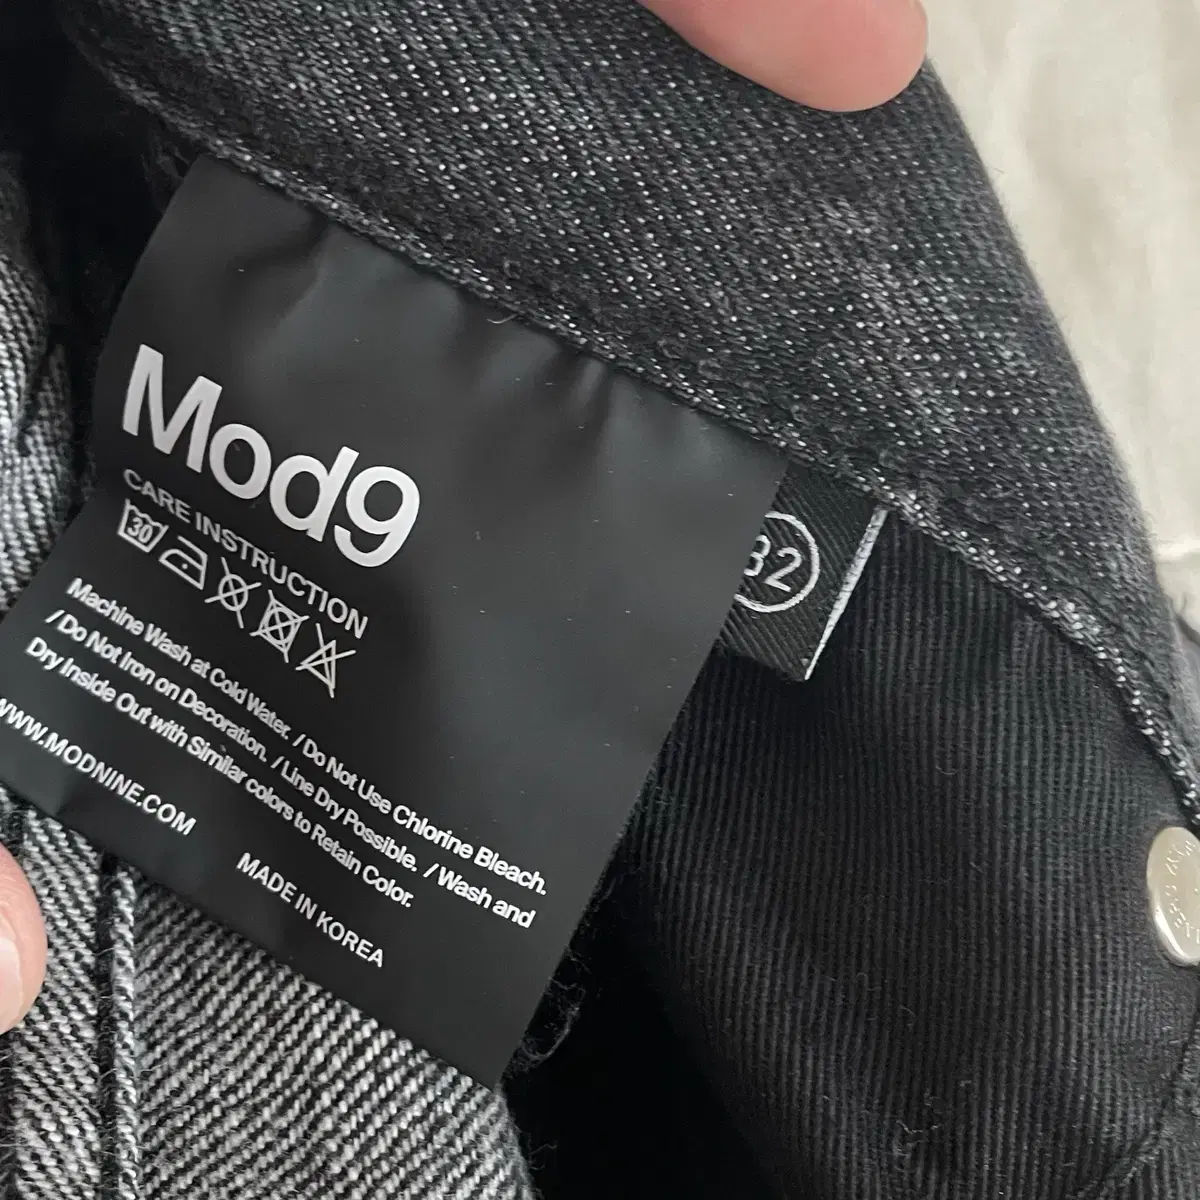 Mod9
CARE INSTRUCTION
30
Machine Wash at Cold Water. / Do Not Use Chlorine Bleach.
/ Do Not Iron on Decoration. / Line Dry Possible. / Wash and
Dry Inside Out with Similar colors to Retain Color.
WWW.MODNINE.COM
MADE IN KOREA
32